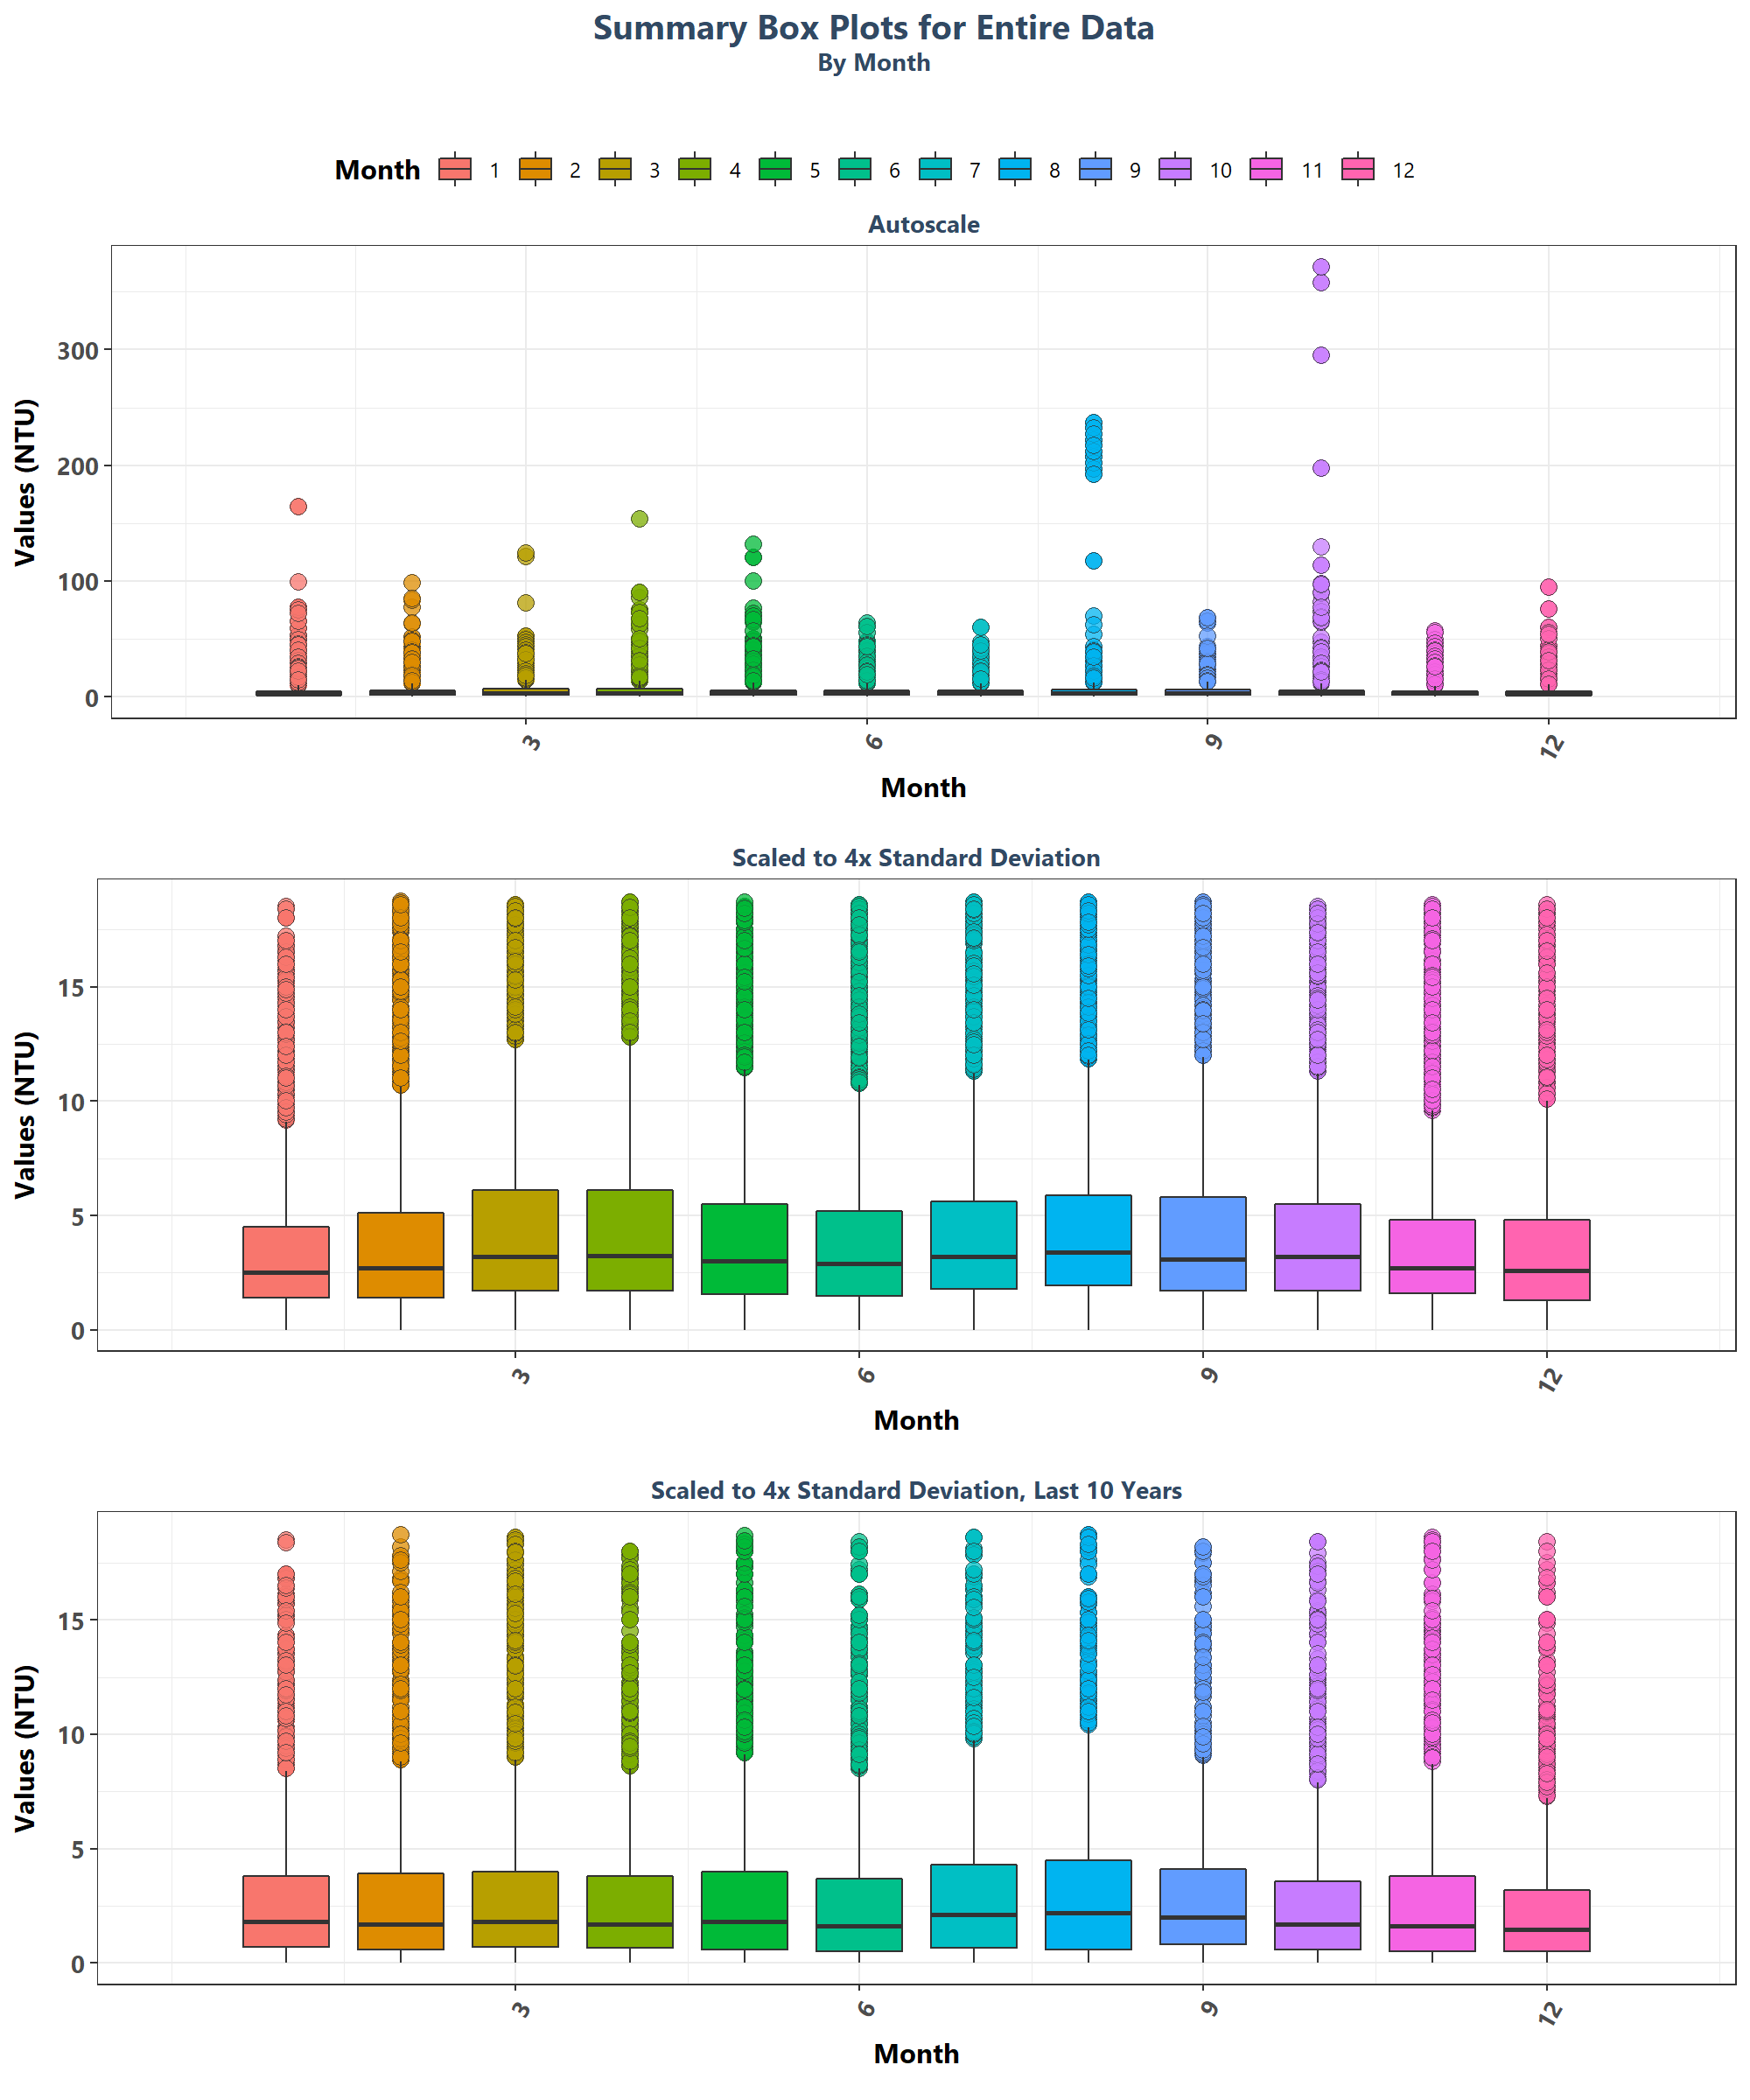 Summary Box Plots for Entire Data
By Month
Month 1 2 3 4 5 6 7 8 9 10 11 12
Autoscale
Values (NTU)
300
200
100
0
3 6 9 12
Month
Scaled to 4x Standard Deviation
Values (NTU)
15
10
5
0
3 6 9 12
Month
Scaled to 4x Standard Deviation, Last 10 Years
Values (NTU)
15
10
5
0
3 6 9 12
Month